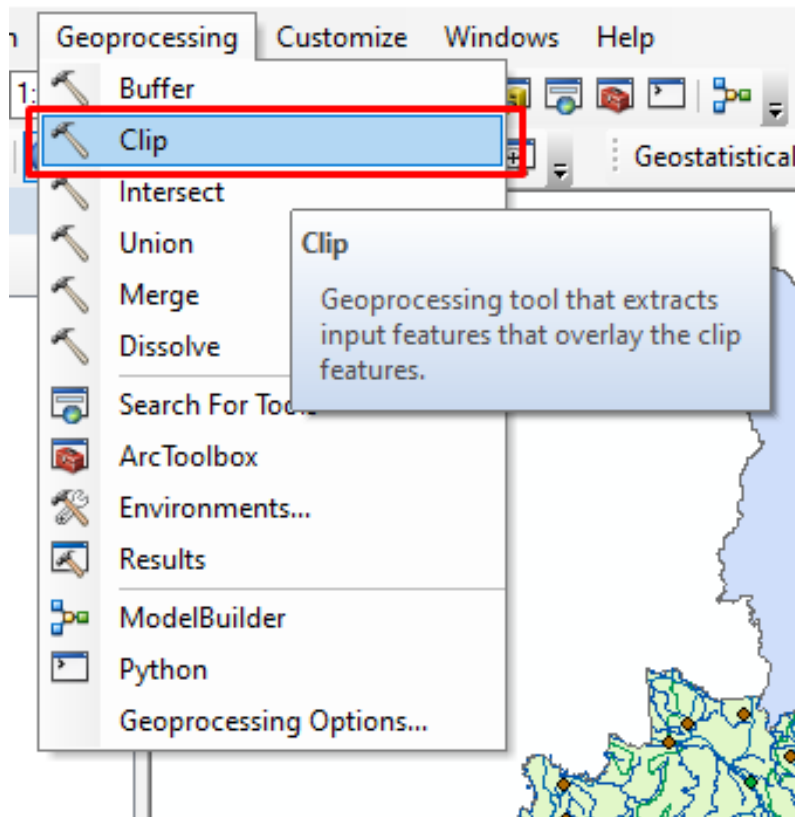 Geoprocessing Customize Windows Help
1:
Buffer
Clip
Geostatistical
Intersect
Union
Clip
Merge
Geoprocessing tool that extracts
input features that overlay the clip
features.
Dissolve
Search For Tools
ArcToolbox
Environments...
Results
ModelBuilder
Python
Geoprocessing Options...